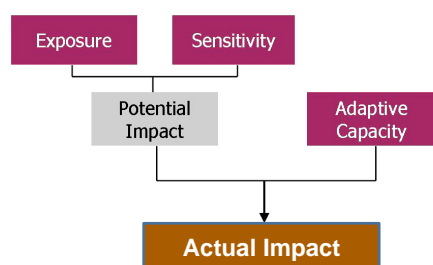 Exposure
Sensitivity
Potential
Impact
Adaptive
Capacity
Actual Impact